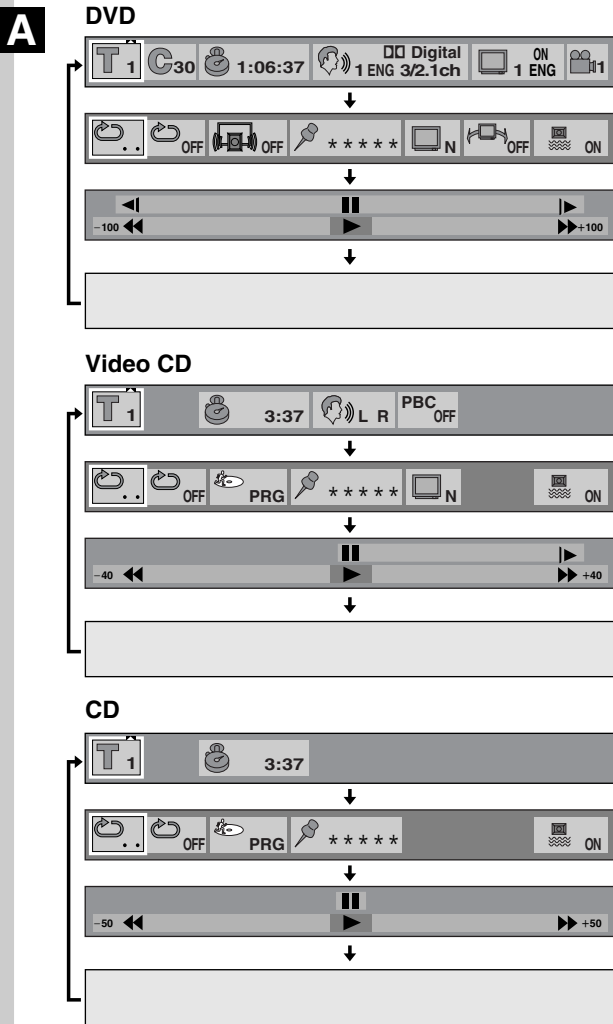 A
DVD
T 1 C 30 1:06:37 1 ENG DD Digital 3/2.1ch 1 ON ENG 1
. . OFF OFF * * * * * N OFF ON
−100 +100
Video CD
T 1 3:37 L R PBC OFF
. . OFF PRG * * * * * N ON
−40 +40
CD
T 1 3:37
. . OFF PRG * * * * * ON
−50 +50